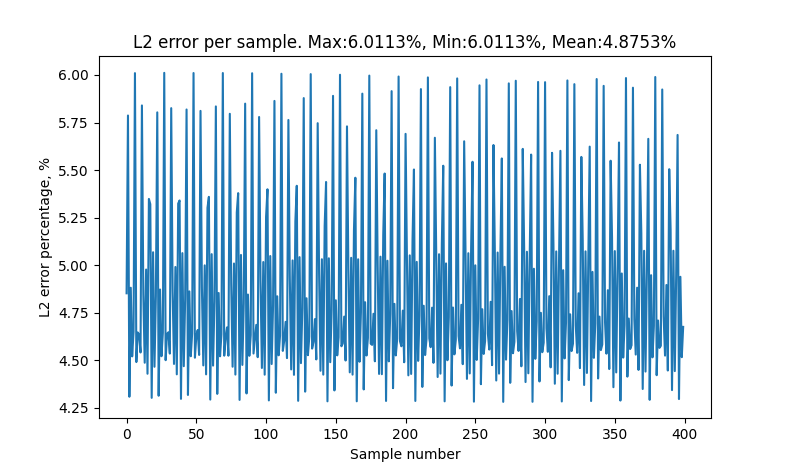 L2 error per sample. Max:6.0113%, Min:6.0113%, Mean:4.8753%
6.00
5.75
5.50
5.25
5.00
4.75
4.50
4.25
L2 error percentage, %
0 50 100 150 200 250 300 350 400
Sample number